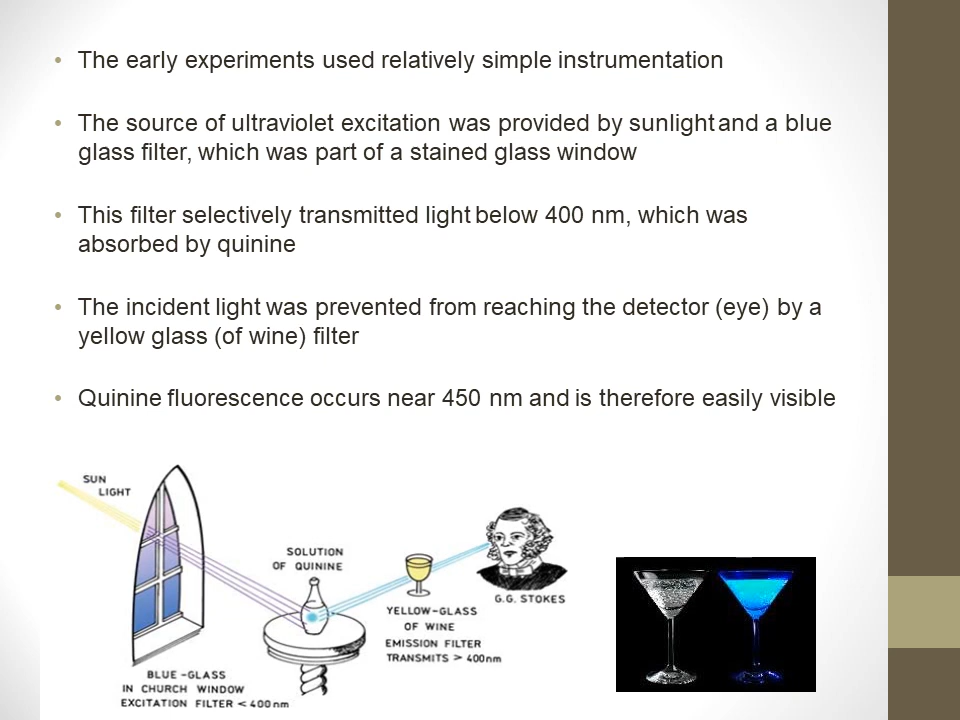 • The early experiments used relatively simple instrumentation
• The source of ultraviolet excitation was provided by sunlight and a blue
glass filter, which was part of a stained glass window
• This filter selectively transmitted light below 400 nm, which was
absorbed by quinine
• The incident light was prevented from reaching the detector (eye) by a
yellow glass (of wine) filter
• Quinine fluorescence occurs near 450 nm and is therefore easily visible
SUN
LIGHT
SOLUTION
OF QUININE
G.G. STOKES
YELLOW-GLASS
OF WINE
EMISSION FILTER
TRANSMITS > 400nm
BLUE-GLASS
IN CHURCH WINDOW
EXCITATION FILTER < 400nm